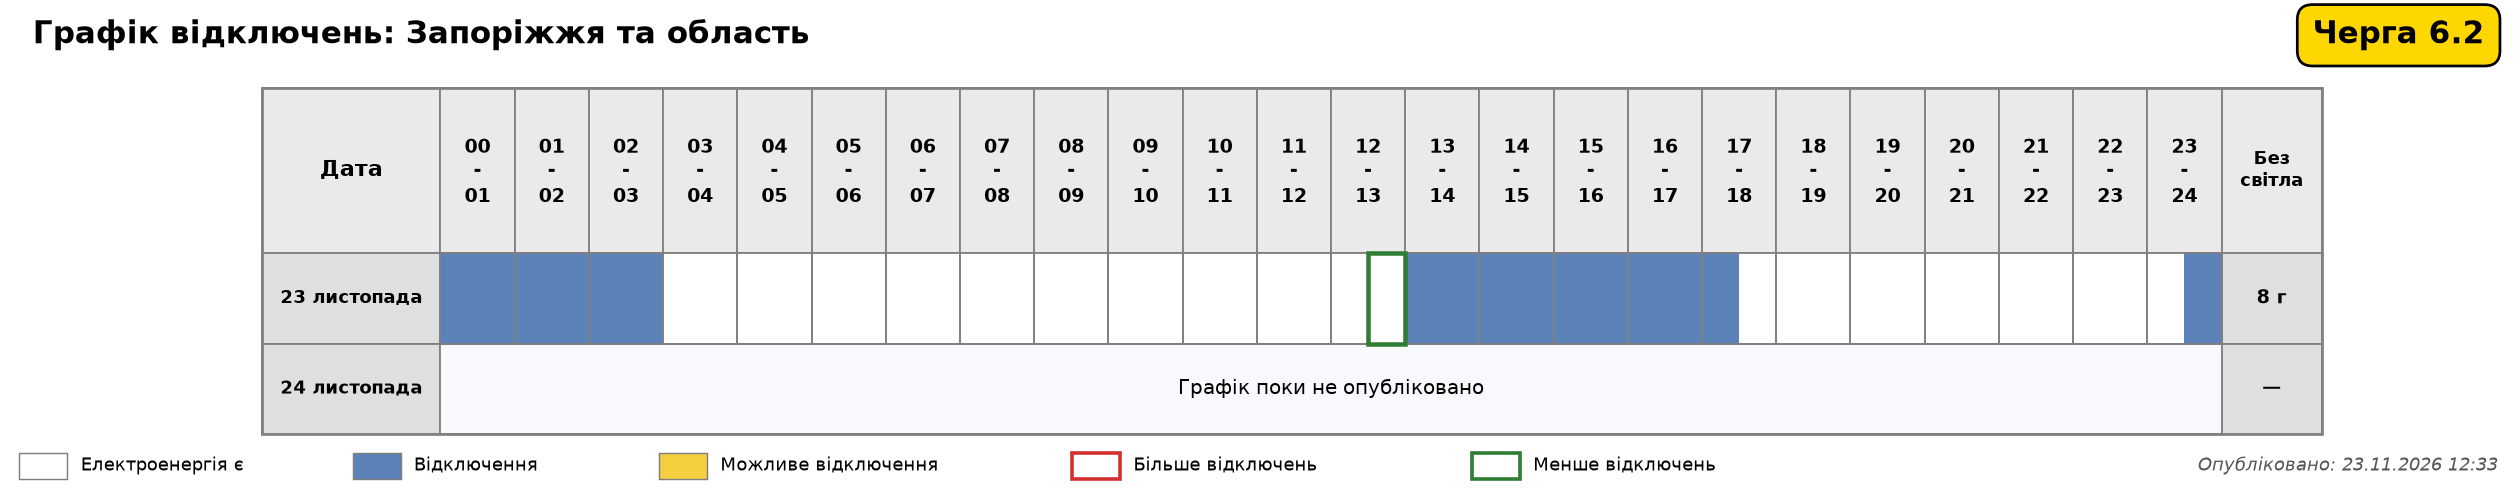 Графік відключень: Запоріжжя та область
Черга 6.2
Дата
00 - 01
01 - 02
02 - 03
03 - 04
04 - 05
05 - 06
06 - 07
07 - 08
08 - 09
09 - 10
10 - 11
11 - 12
12 - 13
13 - 14
14 - 15
15 - 16
16 - 17
17 - 18
18 - 19
19 - 20
20 - 21
21 - 22
22 - 23
23 - 24
Без
світла
23 листопада
8 г
24 листопада
Графік поки не опубліковано
—
Електроенергія є
Відключення
Можливе відключення
Більше відключень
Менше відключень
Опубліковано: 23.11.2026 12:33